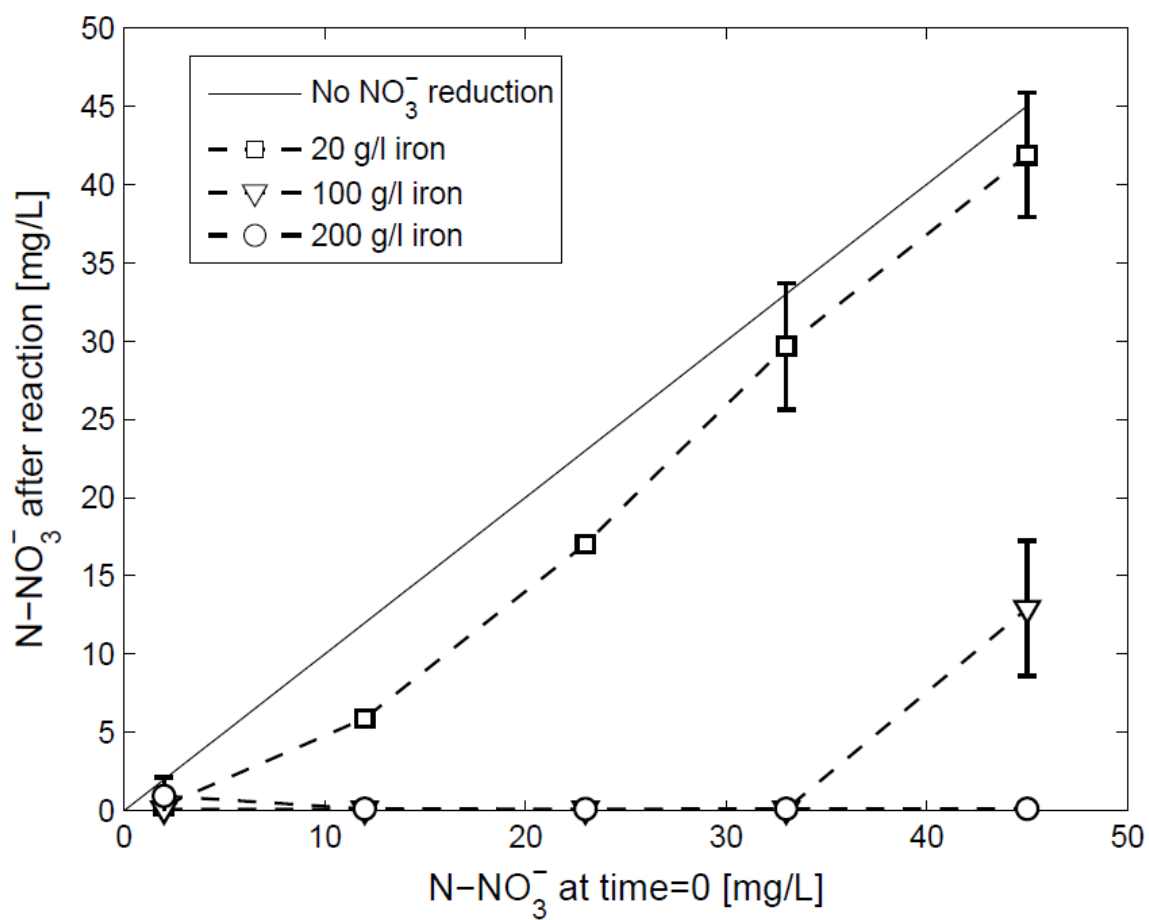 50
45
40
35
30
25
20
15
10
5
0
N−NO₃⁻ after reaction [mg/L]
No NO₃⁻ reduction
20 g/l iron
100 g/l iron
200 g/l iron
0 10 20 30 40 50
N−NO₃⁻ at time=0 [mg/L]